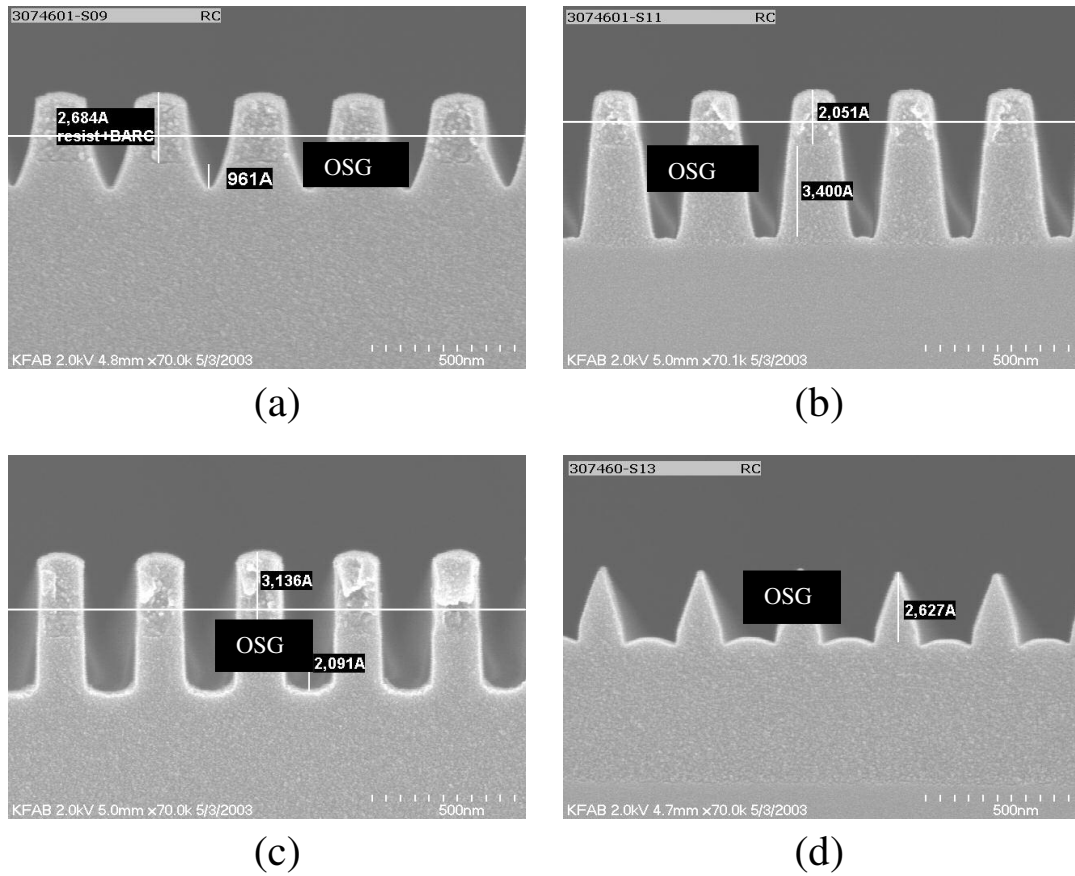 3074601-S09 RC
2,684A
resist+BARC
OSG
961A
KFAB 2.0kV 4.8mm x70.0k 5/3/2003 500nm
(a)
3074601-S11 RC
2,051A
OSG
3,400A
KFAB 2.0kV 5.0mm x70.1k 5/3/2003 500nm
(b)
3,136A
OSG
2,091A
KFAB 2.0kV 5.0mm x70.0k 5/3/2003 500nm
(c)
307460-S13 RC
OSG
2,627A
KFAB 2.0kV 4.7mm x70.0k 5/3/2003 500nm
(d)